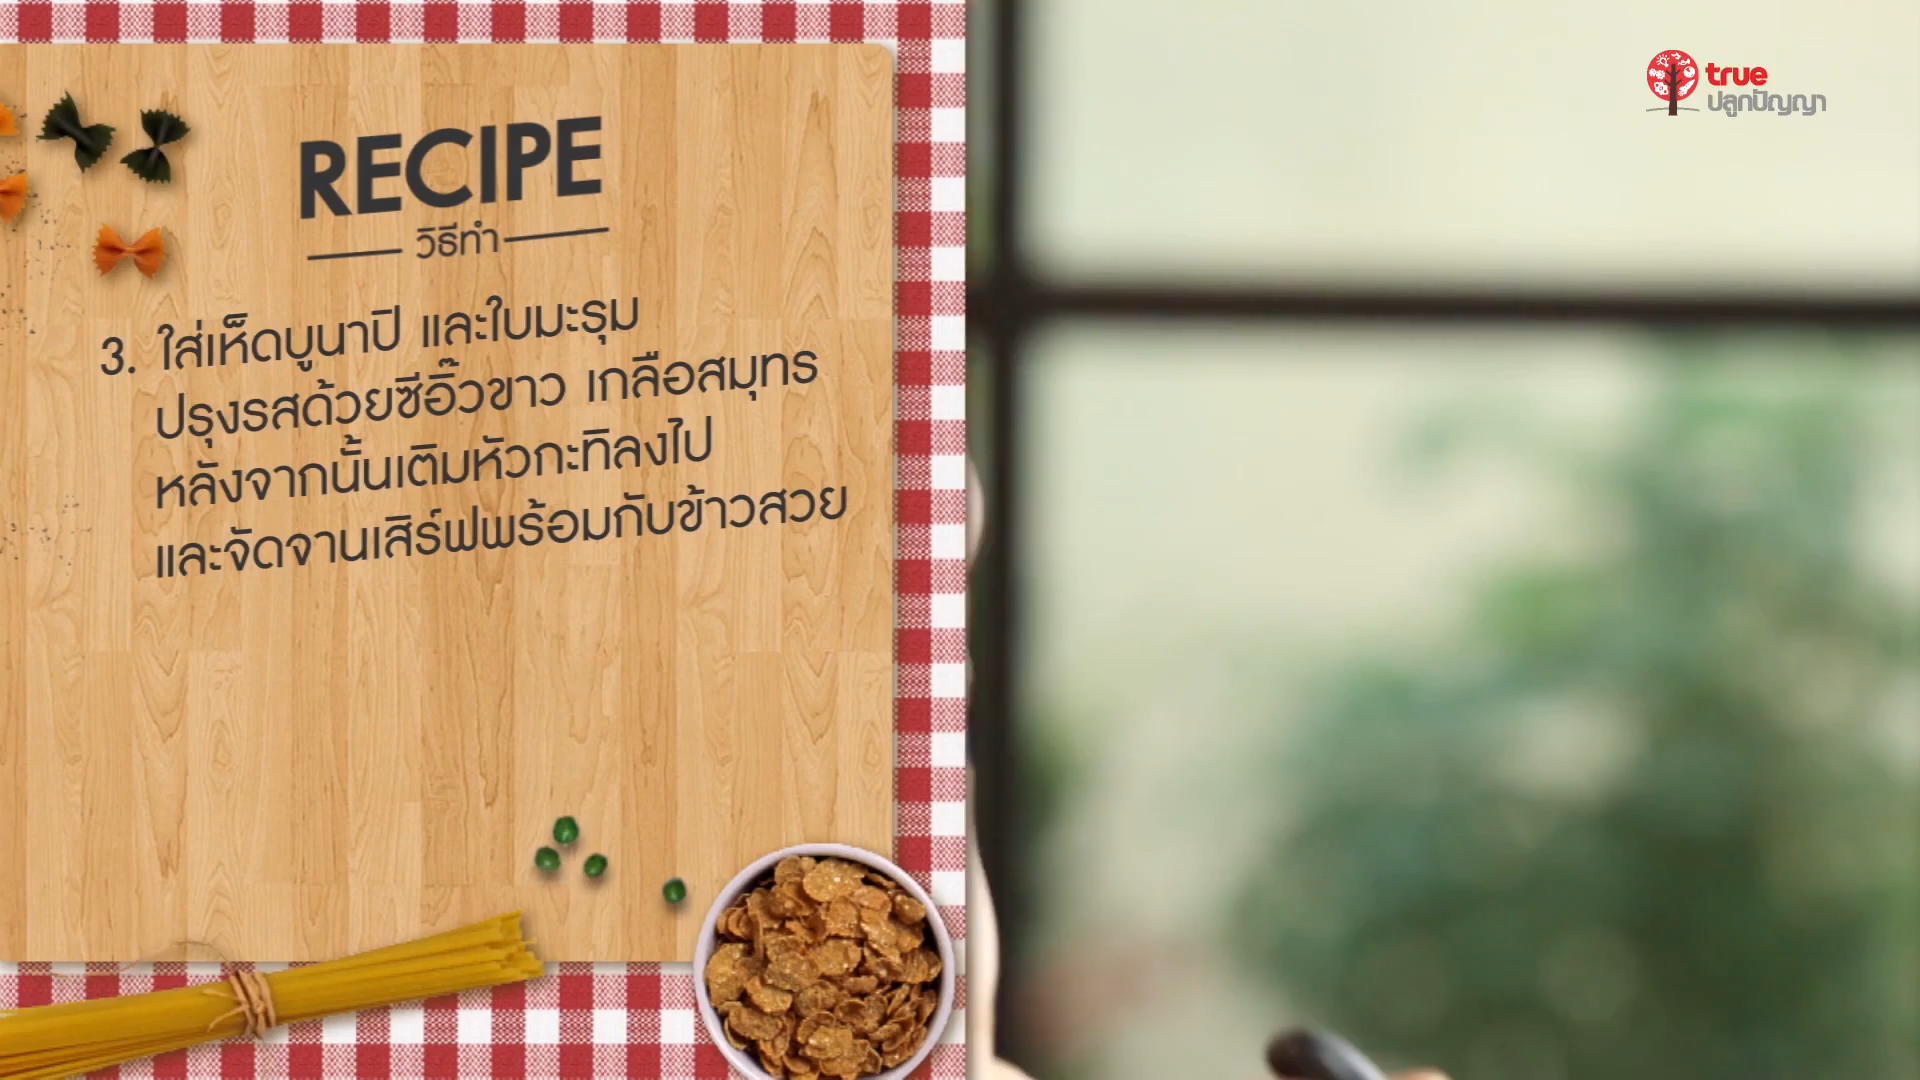 RECIPE
วิธีทำ
3. ใส่เห็ดบูนาปิ และใบมะรุม
ปรุงรสด้วยซีอิ๊วขาว เกลือสมุทร
หลังจากนั้นเติมหัวกะทิลงไป
และจัดจานเสิร์ฟพร้อมกับข้าวสวย
true
ปลูกปัญญา